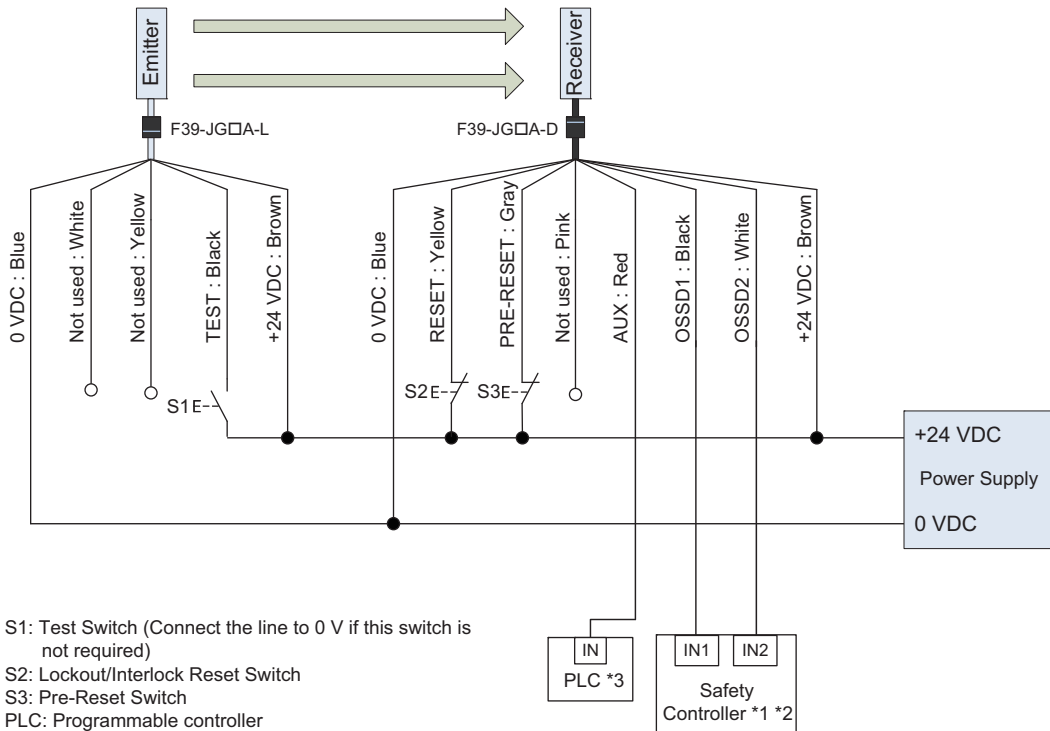 Emitter
Receiver
F39-JG□A-L
F39-JG□A-D
0 VDC : Blue
Not used : White
Not used : Yellow
TEST : Black
+24 VDC : Brown
0 VDC : Blue
RESET : Yellow
PRE-RESET : Gray
Not used : Pink
AUX : Red
OSSD1 : Black
OSSD2 : White
+24 VDC : Brown
S1E
S2E
S3E
+24 VDC
Power Supply
0 VDC
S1: Test Switch (Connect the line to 0 V if this switch is
not required)
S2: Lockout/Interlock Reset Switch
S3: Pre-Reset Switch
PLC: Programmable controller
IN
PLC *3
IN1
IN2
Safety
Controller *1 *2